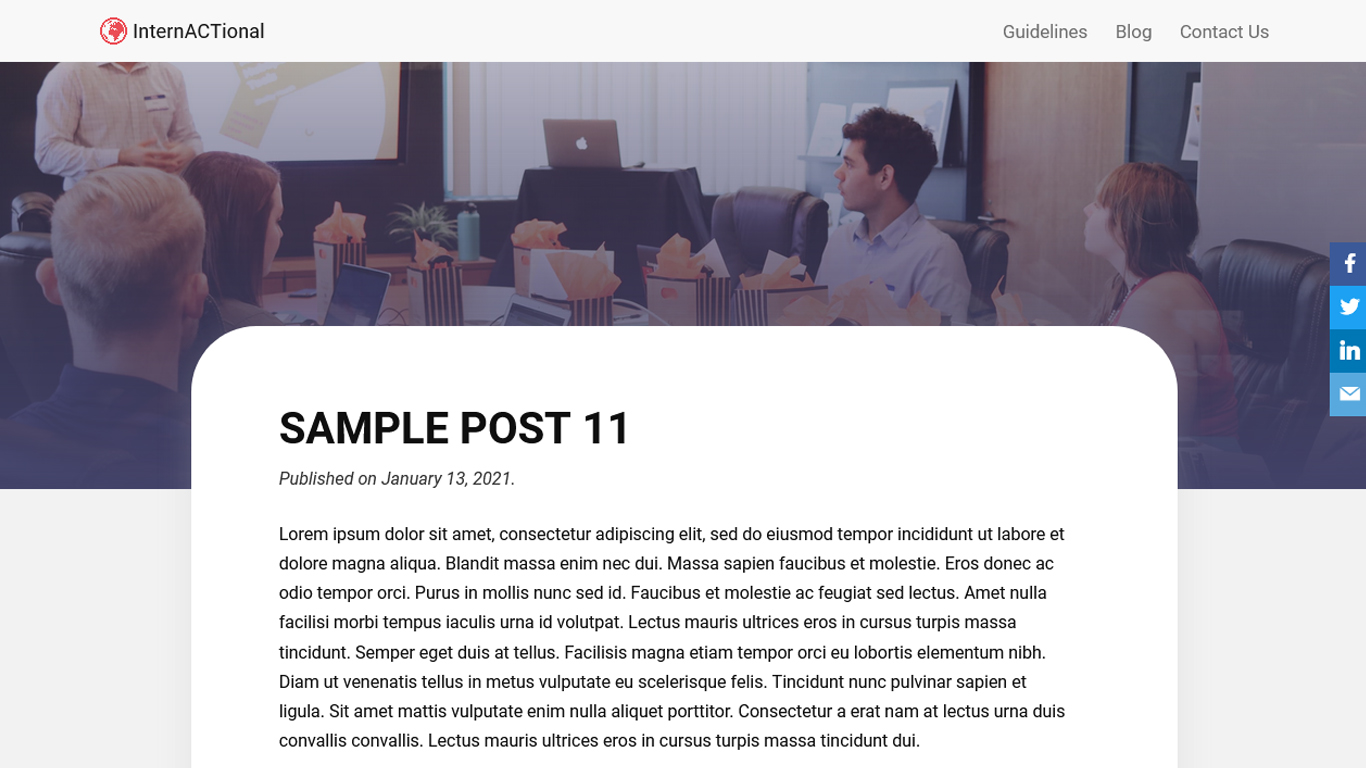 InternACTional
Guidelines
Blog
Contact Us
SAMPLE POST 11
Published on January 13, 2021.
Lorem ipsum dolor sit amet, consectetur adipiscing elit, sed do eiusmod tempor incididunt ut labore et
dolore magna aliqua. Blandit massa enim nec dui. Massa sapien faucibus et molestie. Eros donec ac
odio tempor orci. Purus in mollis nunc sed id. Faucibus et molestie ac feugiat sed lectus. Amet nulla
facilisi morbi tempus iaculis urna id volutpat. Lectus mauris ultrices eros in cursus turpis massa
tincidunt. Semper eget duis at tellus. Facilisis magna etiam tempor orci eu lobortis elementum nibh.
Diam ut venenatis tellus in metus vulputate eu scelerisque felis. Tincidunt nunc pulvinar sapien et
ligula. Sit amet mattis vulputate enim nulla aliquet porttitor. Consectetur a erat nam at lectus urna duis
convallis convallis. Lectus mauris ultrices eros in cursus turpis massa tincidunt dui.